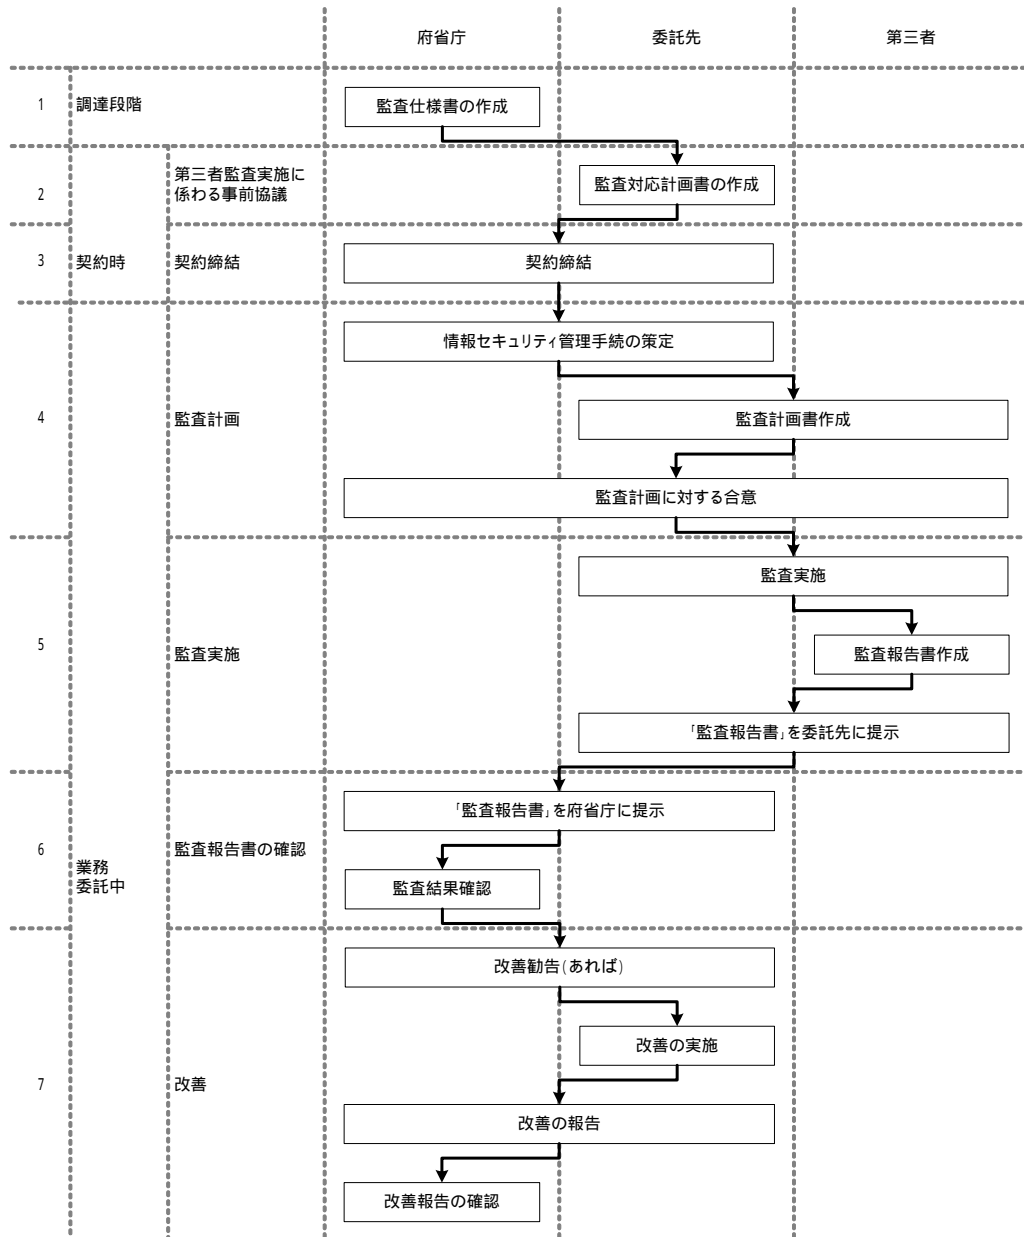 府省庁
委託先
第三者
1
調達段階
監査仕様書の作成
2
第三者監査実施に
係わる事前協議
監査対応計画書の作成
3
契約時
契約締結
契約締結
情報セキュリティ管理手続の策定
4
監査計画
監査計画書作成
監査計画に対する合意
監査実施
5
監査実施
監査報告書作成
「監査報告書」を委託先に提示
「監査報告書」を府省庁に提示
6
監査報告書の確認
業務
委託中
監査結果確認
改善勧告(あれば)
改善の実施
7
改善
改善の報告
改善報告の確認